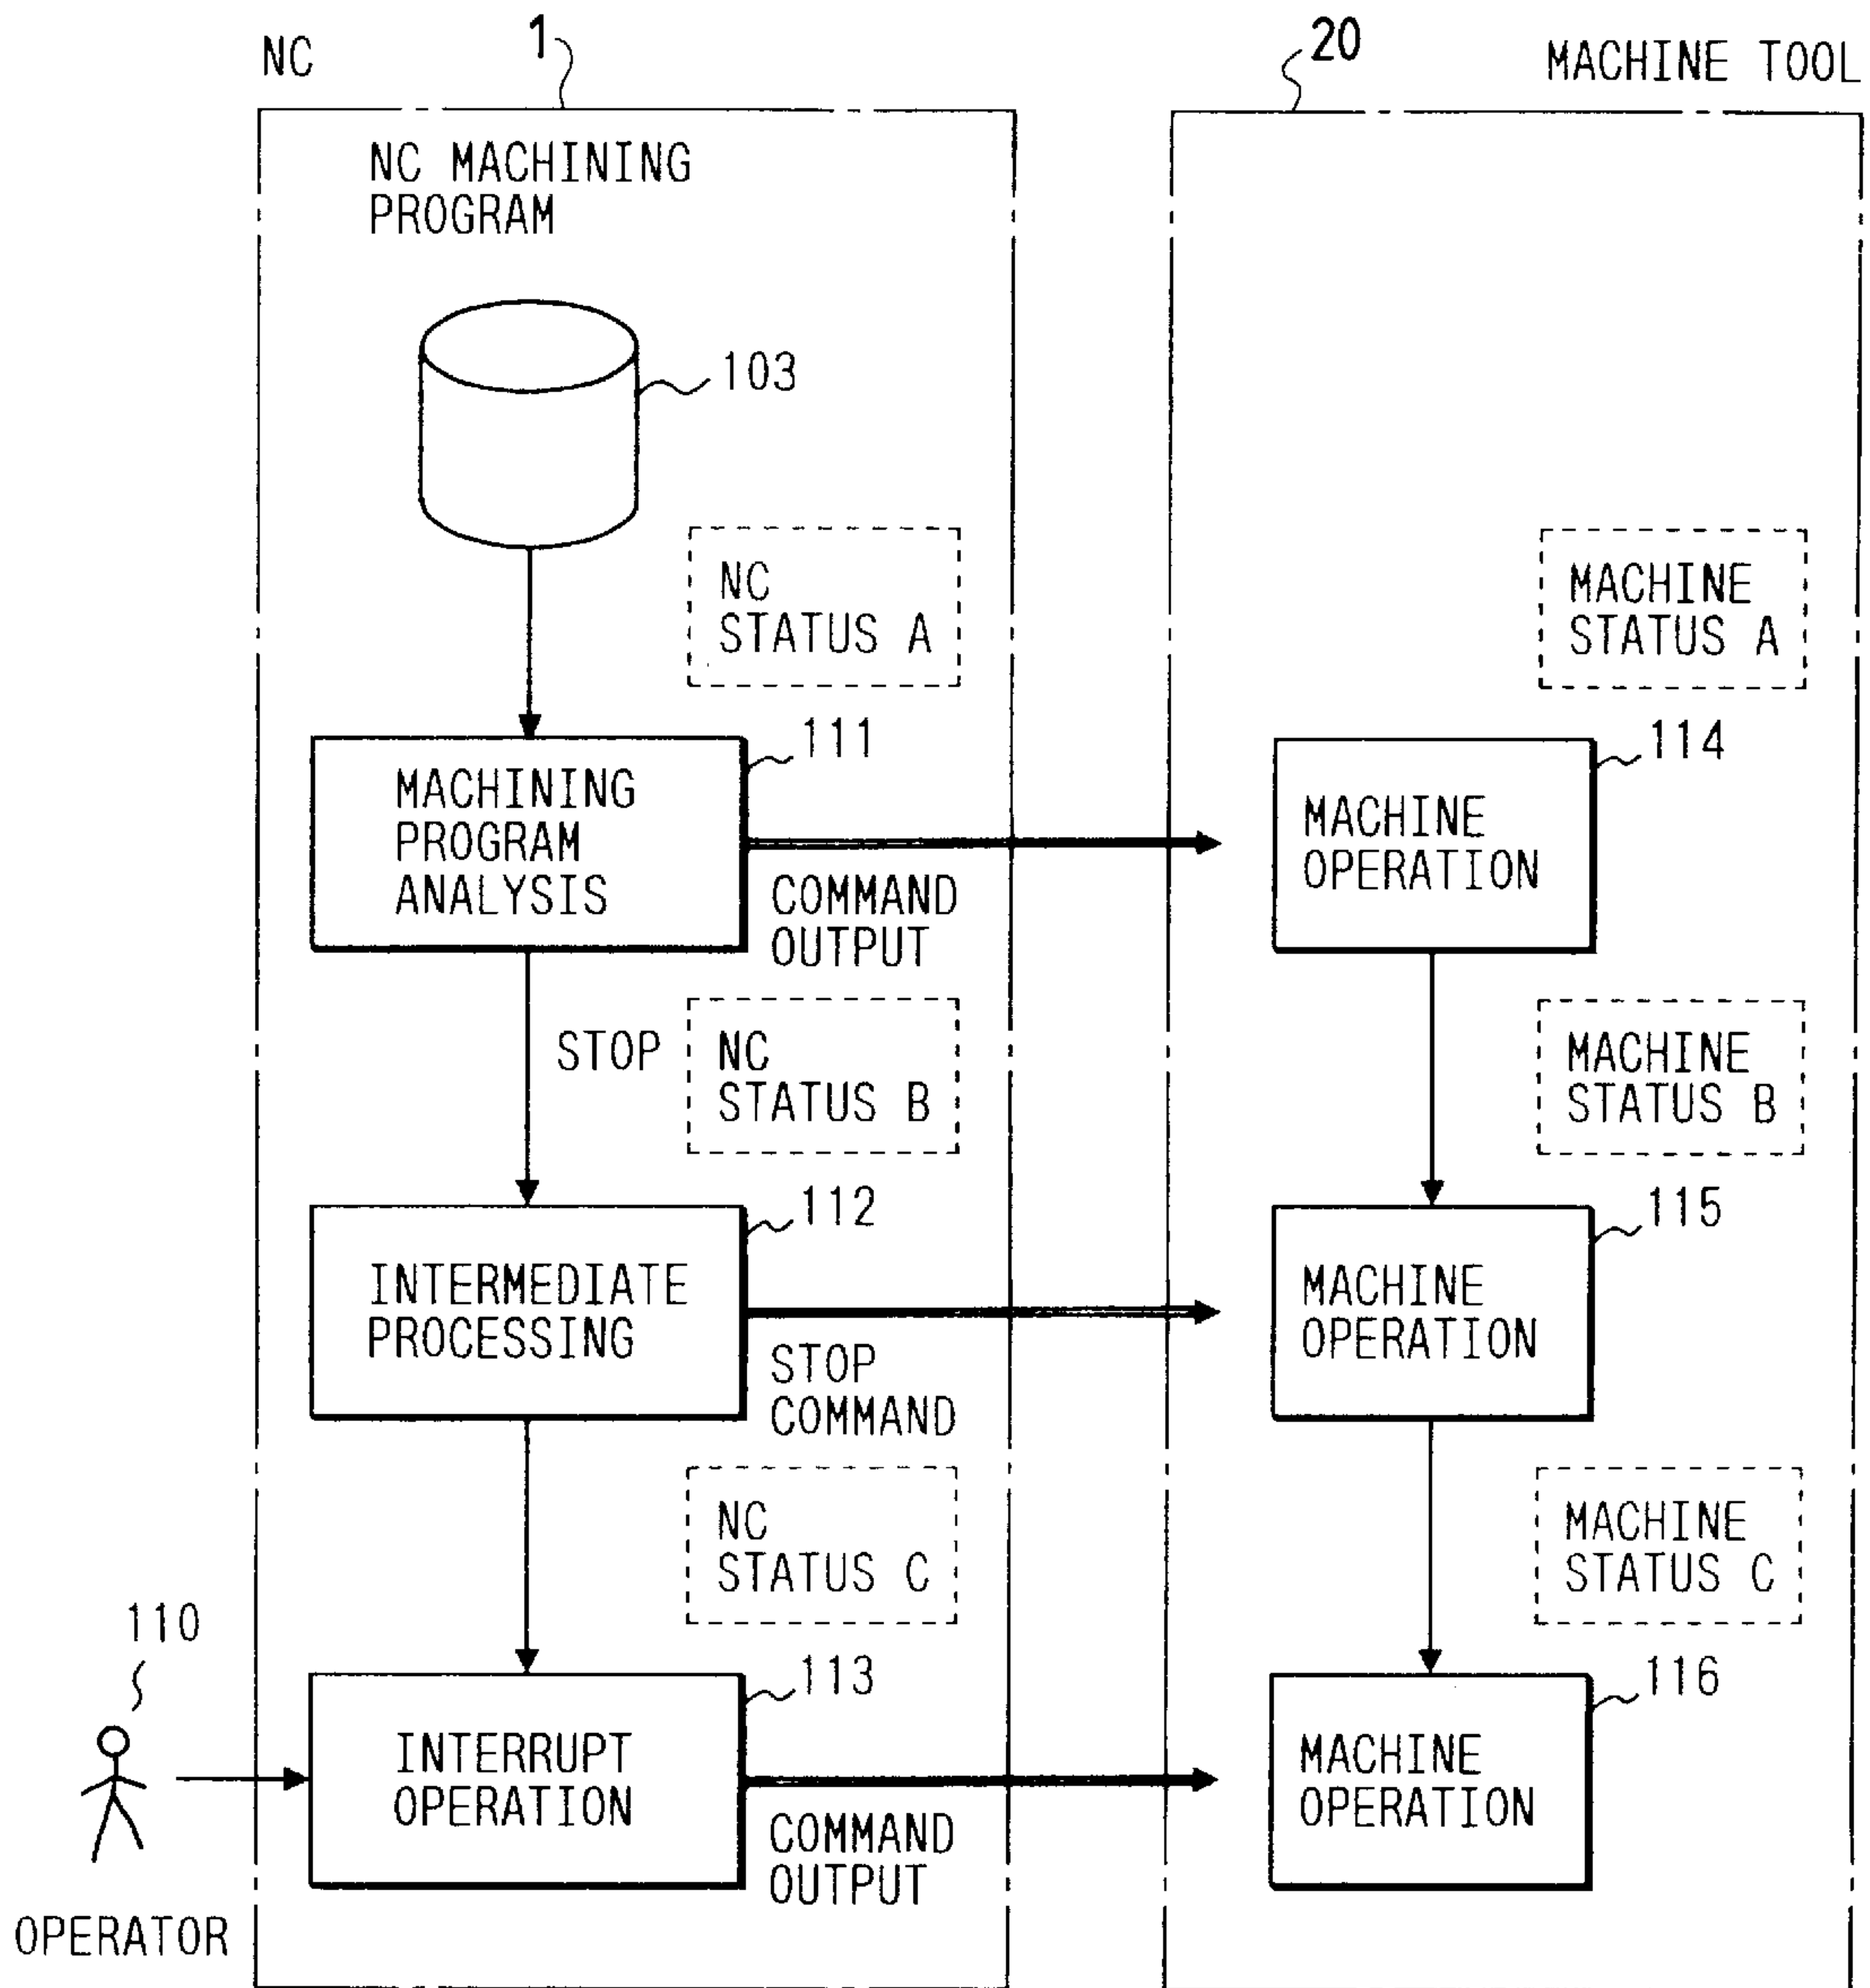 NC
1
20
MACHINE TOOL
NC MACHINING
PROGRAM
103
NC
STATUS A
MACHINE
STATUS A
111
114
MACHINING
PROGRAM
ANALYSIS
MACHINE
OPERATION
COMMAND
OUTPUT
STOP
NC
STATUS B
MACHINE
STATUS B
112
115
INTERMEDIATE
PROCESSING
MACHINE
OPERATION
STOP
COMMAND
NC
STATUS C
MACHINE
STATUS C
110
113
116
INTERRUPT
OPERATION
MACHINE
OPERATION
COMMAND
OUTPUT
OPERATOR